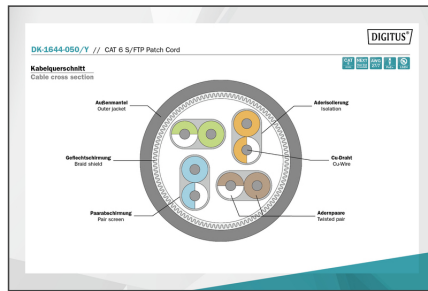 DIGITUS®
DK-1644-050/Y // CAT 6 S/FTP Patch Cord
Kabelquerschnitt
Cable cross section
Außenmantel
Outer jacket
Aderisolierung
Isolation
Geflechtschirmung
Braid shield
Cu-Draht
Cu-Wire
Paarabschirmung
Pair screen
Adernpaare
Twisted pair